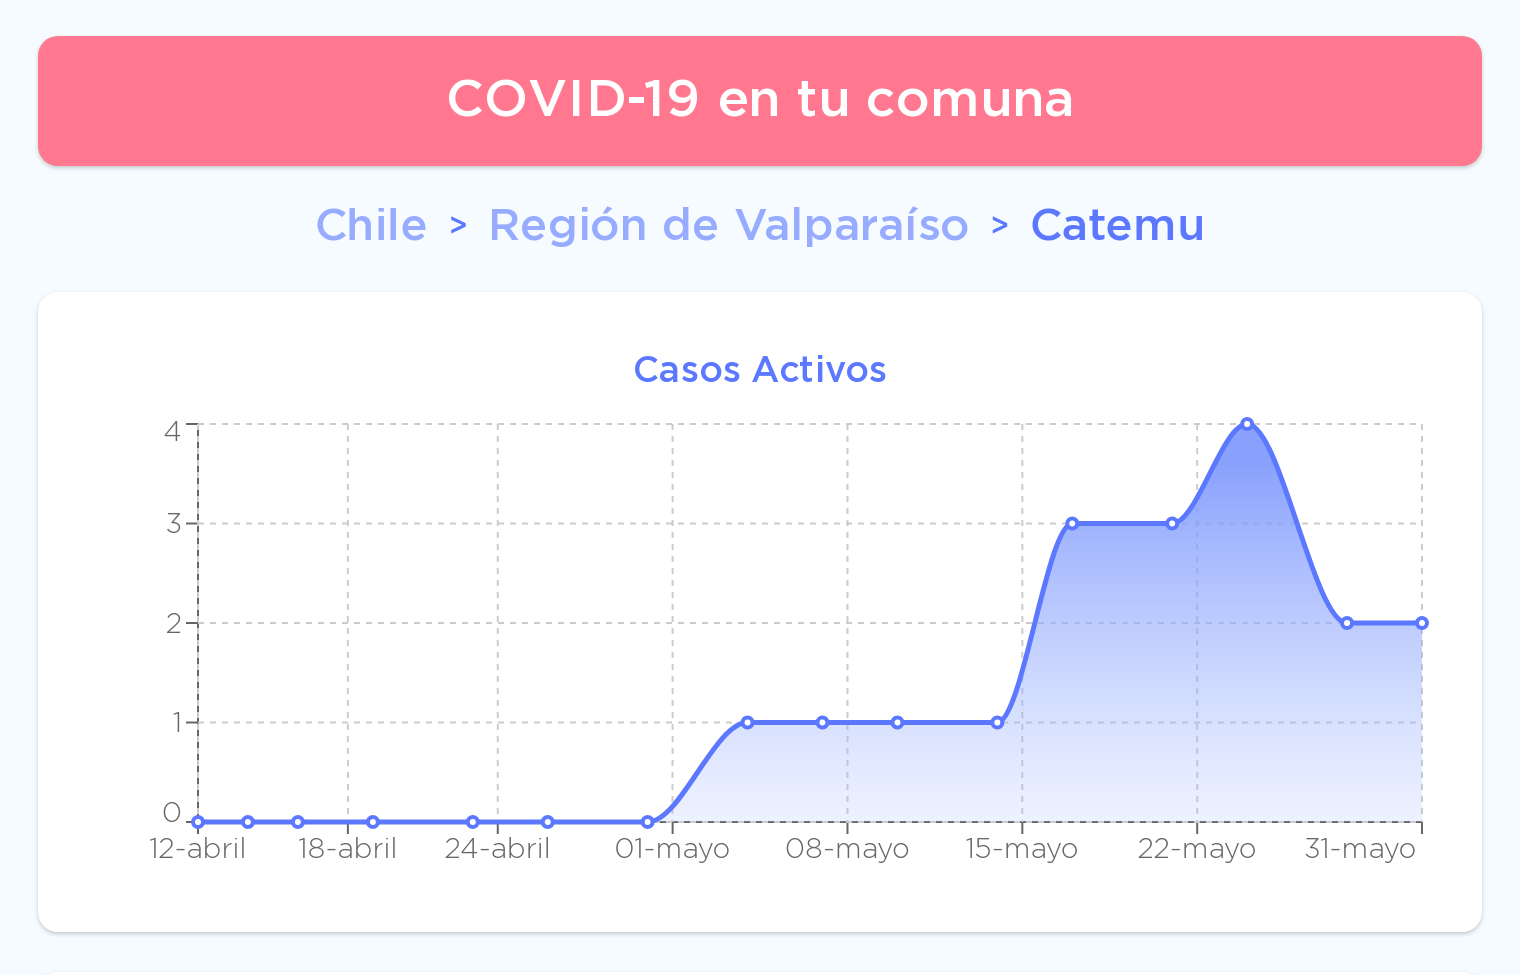 COVID-19 en tu comuna
Chile > Región de Valparaíso > Catemu
Casos Activos
4
3
2
1
0
12-abril 18-abril 24-abril 01-mayo 08-mayo 15-mayo 22-mayo 31-mayo